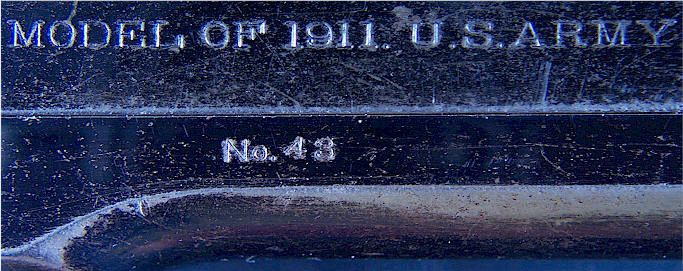 MODEL OF 1911. U.S.ARMY
No. 43